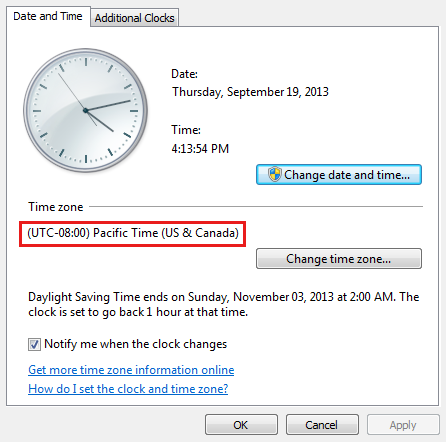 Date and Time
Additional Clocks
Date:
Thursday, September 19, 2013
Time:
4:13:54 PM
Change date and time...
Time zone
(UTC-08:00) Pacific Time (US & Canada)
Change time zone...
Daylight Saving Time ends on Sunday, November 03, 2013 at 2:00 AM. The
clock is set to go back 1 hour at that time.
Notify me when the clock changes
Get more time zone information online
How do I set the clock and time zone?
OK
Cancel
Apply